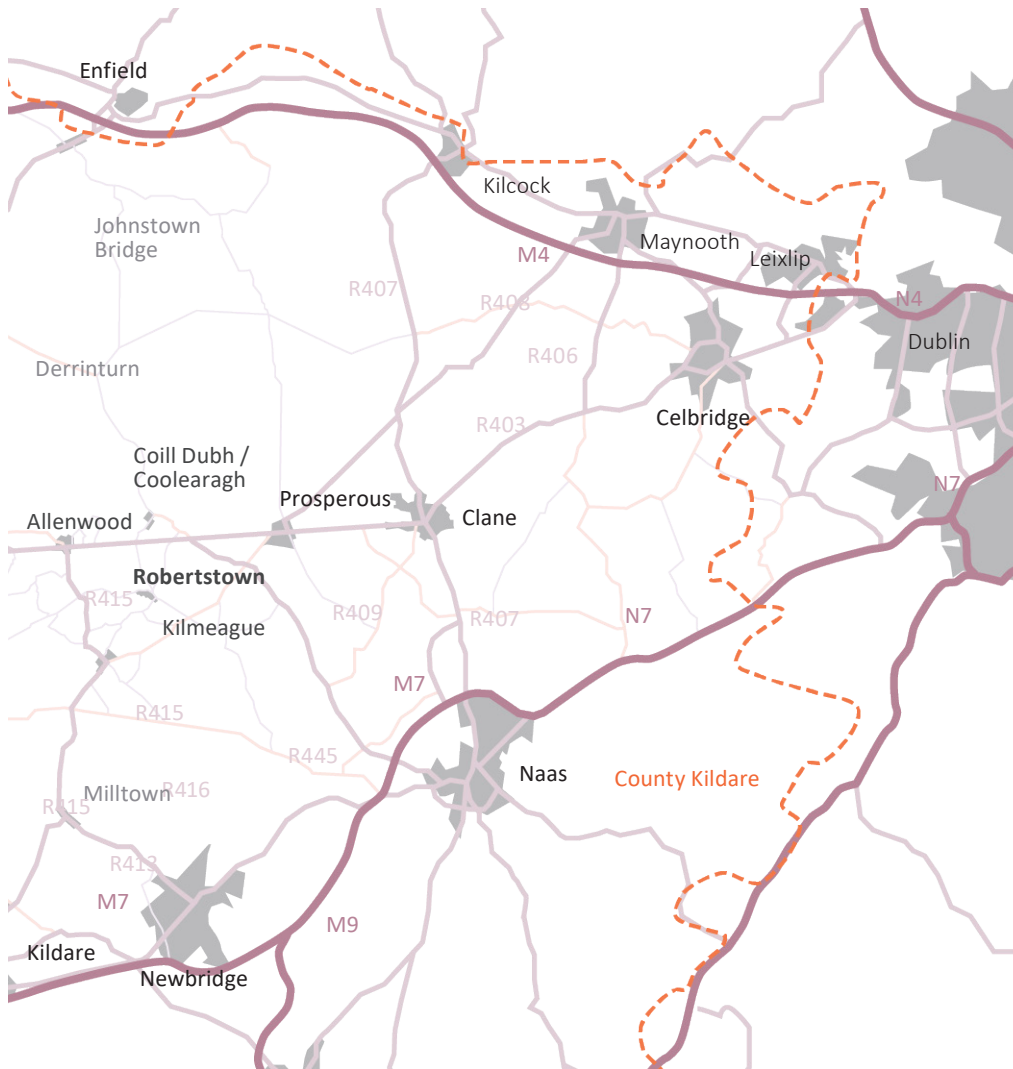 Enfield
Kilcock
Johnstown
Bridge
Maynooth
M4
Leixlip
R407
R408
N4
R406
Dublin
Derrinturn
Celbridge
R403
Coill Dubh /
Coolearagh
Prosperous
N7
Allenwood
Clane
Robertstown
R415
R409
R407
N7
Kilmeague
M7
R415
R445
Naas
County Kildare
Milltown
R416
R415
R413
M7
M9
Kildare
Newbridge